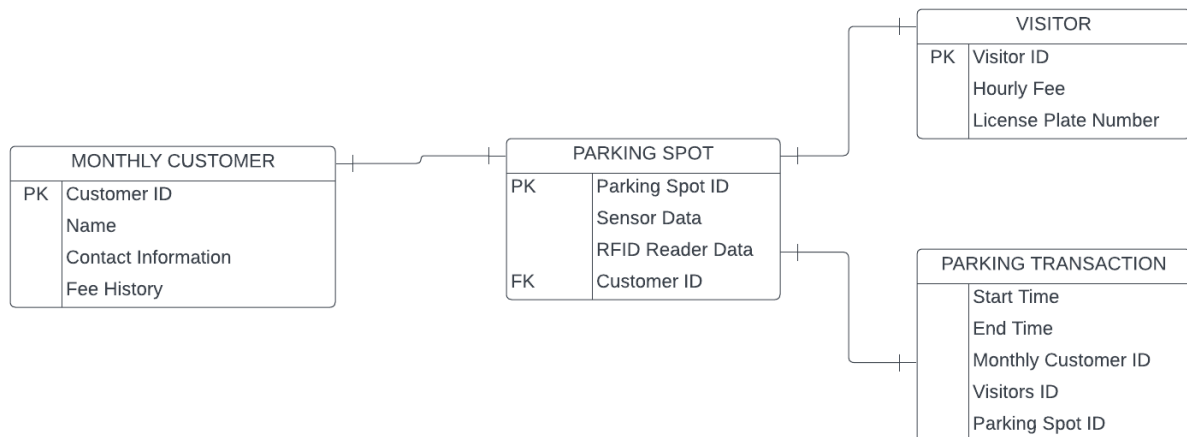 VISITOR
PK Visitor ID
Hourly Fee
License Plate Number
MONTHLY CUSTOMER
PK Customer ID
Name
Contact Information
Fee History
PARKING SPOT
PK Parking Spot ID
Sensor Data
RFID Reader Data
FK Customer ID
PARKING TRANSACTION
Start Time
End Time
Monthly Customer ID
Visitors ID
Parking Spot ID